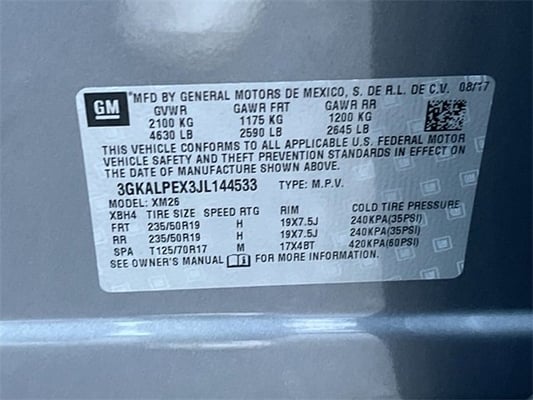 GM *MFD BY GENERAL MOTORS DE MEXICO, S. DE R.L. DE C.V. 08/17
GVWR GAWR FRT GAWR RR
2100 KG 1175 KG 1200 KG
4630 LB 2590 LB 2645 LB
THIS VEHICLE CONFORMS TO ALL APPLICABLE U.S. FEDERAL MOTOR
VEHICLE SAFETY AND THEFT PREVENTION STANDARDS IN EFFECT ON
THE DATE OF MANUFACTURE SHOWN ABOVE.
3GKALPEX3JL144533 TYPE: M.P.V.
MODEL: XM26
XBH4 TIRE SIZE SPEED RTG RIM COLD TIRE PRESSURE
FRT 235/50R19 H 19X7.5J 240KPA(35PSI)
RR 235/50R19 H 19X7.5J 240KPA(35PSI)
SPA T125/70R17 M 17X4BT 420KPA(60PSI)
SEE OWNER'S MANUAL FOR MORE INFORMATION.